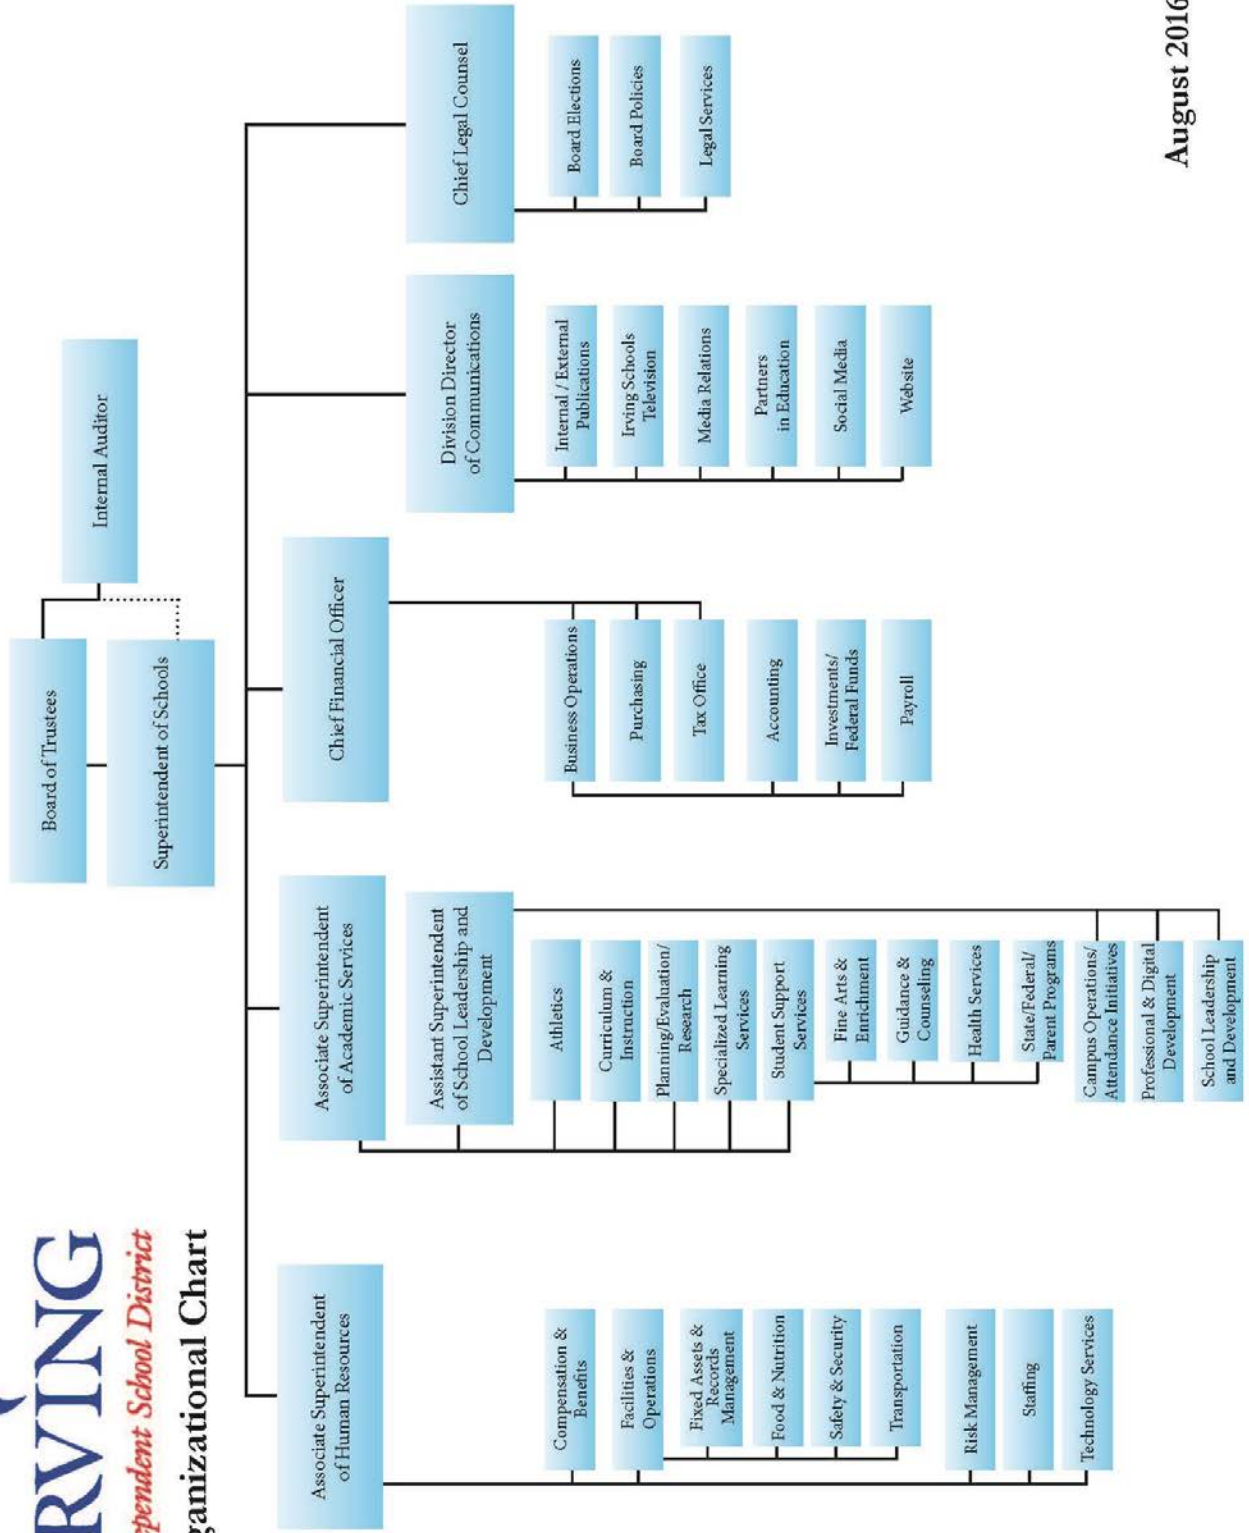 RVING
ependent School District
ganizational Chart
Board of Trustees
Superintendent of Schools
Internal Auditor
Associate Superintendent
of Human Resources
Compensation &
Benefits
Facilities &
Operations
Fixed Assets &
Records
Management
Food & Nutrition
Safety & Security
Transportation
Risk Management
Staffing
Technology Services
Associate Superintendent
of Academic Services
Assistant Superintendent
of School Leadership and
Development
Athletics
Curriculum &
Instruction
Planning/Evaluation/
Research
Specialized Learning
Services
Student Support
Services
Fine Arts &
Enrichment
Guidance &
Counseling
Health Services
State/Federal/
Parent Programs
Campus Operations/
Attendance Initiatives
Professional & Digital
Development
School Leadership
and Development
Chief Financial Officer
Business Operations
Purchasing
Tax Office
Accounting
Investments/
Federal Funds
Payroll
Division Director
of Communications
Internal / External
Publications
Irving Schools
Television
Media Relations
Partners
in Education
Social Media
Website
Chief Legal Counsel
Board Elections
Board Policies
Legal Services
August 2016